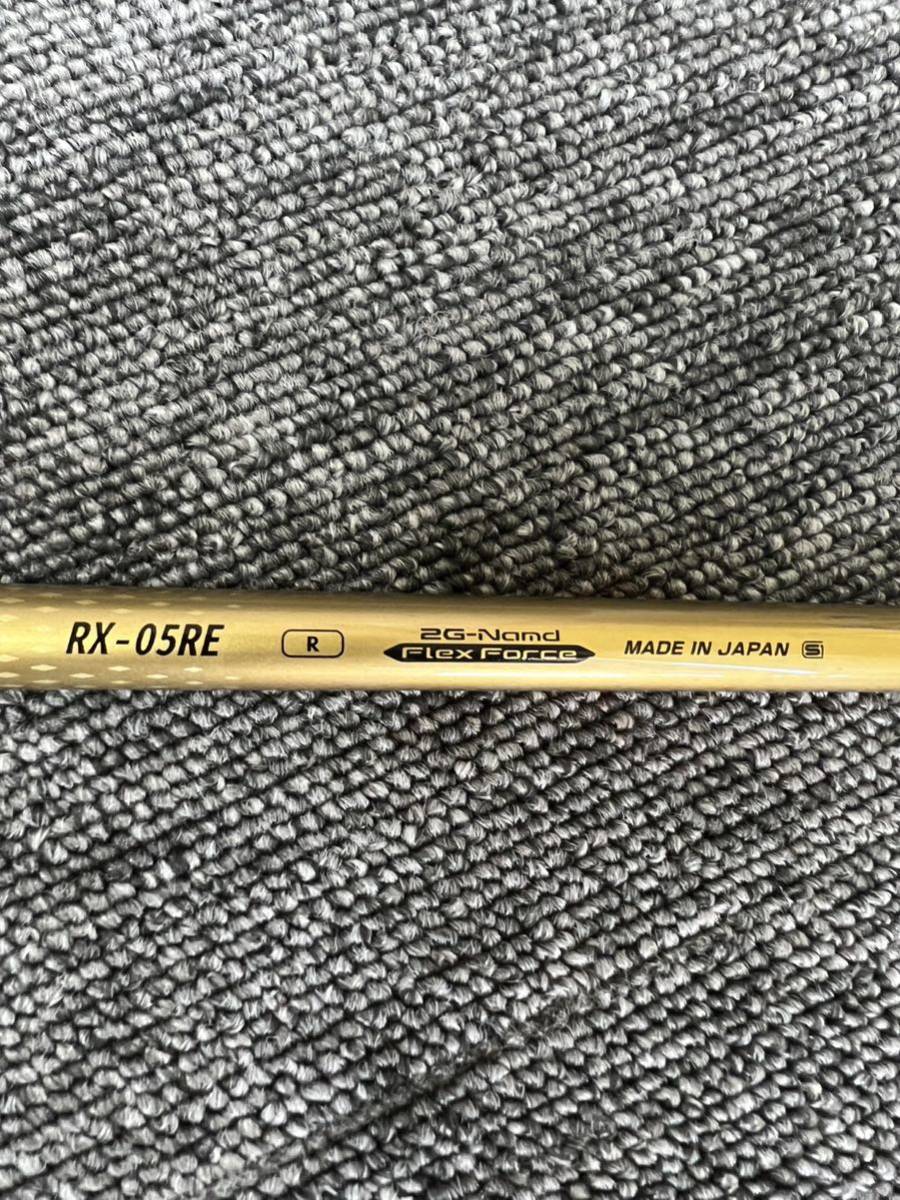 RX-05RE
R
2G-Namd
Flex Force
MADE IN JAPAN S